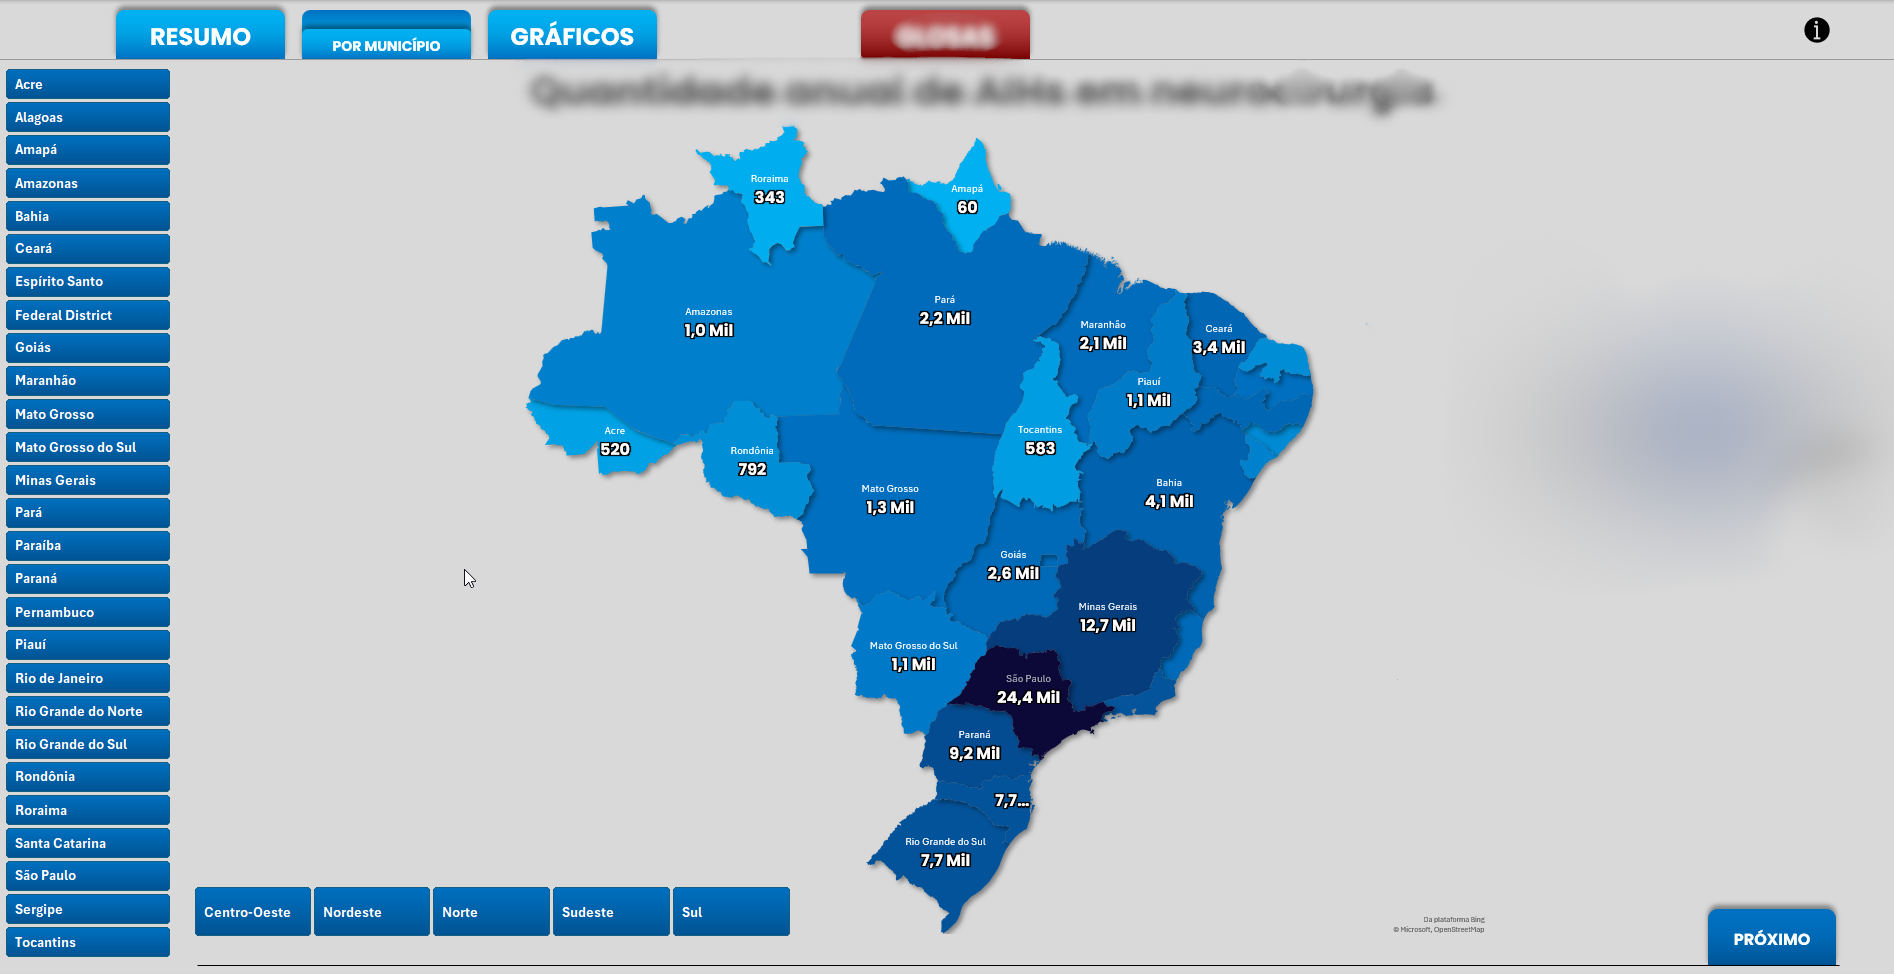 RESUMO
POR MUNICÍPIO
GRÁFICOS
GLOSAS
i
Quantidade anual de AIHs em neurocirurgia
Acre
Alagoas
Amapá
Amazonas
Bahia
Ceará
Espírito Santo
Federal District
Goiás
Maranhão
Mato Grosso
Mato Grosso do Sul
Minas Gerais
Pará
Paraíba
Paraná
Pernambuco
Piauí
Rio de Janeiro
Rio Grande do Norte
Rio Grande do Sul
Rondônia
Roraima
Santa Catarina
São Paulo
Sergipe
Tocantins
Roraima
343
Amapá
60
Amazonas
1,0 Mil
Pará
2,2 Mil
Maranhão
2,1 Mil
Ceará
3,4 Mil
Piauí
1,1 Mil
Acre
520
Rondônia
792
Tocantins
583
Mato Grosso
1,3 Mil
Bahia
4,1 Mil
Goiás
2,6 Mil
Minas Gerais
12,7 Mil
Mato Grosso do Sul
1,1 Mil
São Paulo
24,4 Mil
Paraná
9,2 Mil
7,7...
Rio Grande do Sul
7,7 Mil
Centro-Oeste
Nordeste
Norte
Sudeste
Sul
Da plataforma Bing
© Microsoft, OpenStreetMap
PRÓXIMO